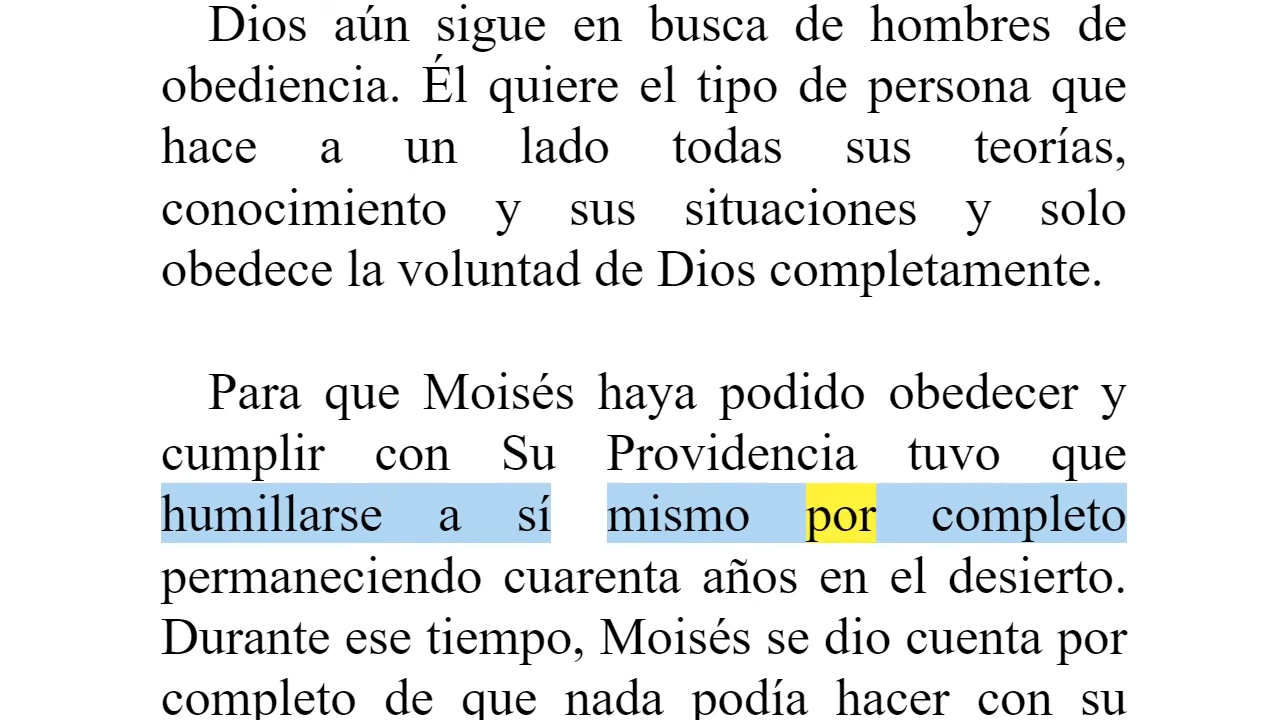 Dios aún sigue en busca de hombres de
obediencia. Él quiere el tipo de persona que
hace a un lado todas sus teorías,
conocimiento y sus situaciones y solo
obedece la voluntad de Dios completamente.
Para que Moisés haya podido obedecer y
cumplir con Su Providencia tuvo que
humillarse a sí mismo por completo
permaneciendo cuarenta años en el desierto.
Durante ese tiempo, Moisés se dio cuenta por
completo de que nada podía hacer con su